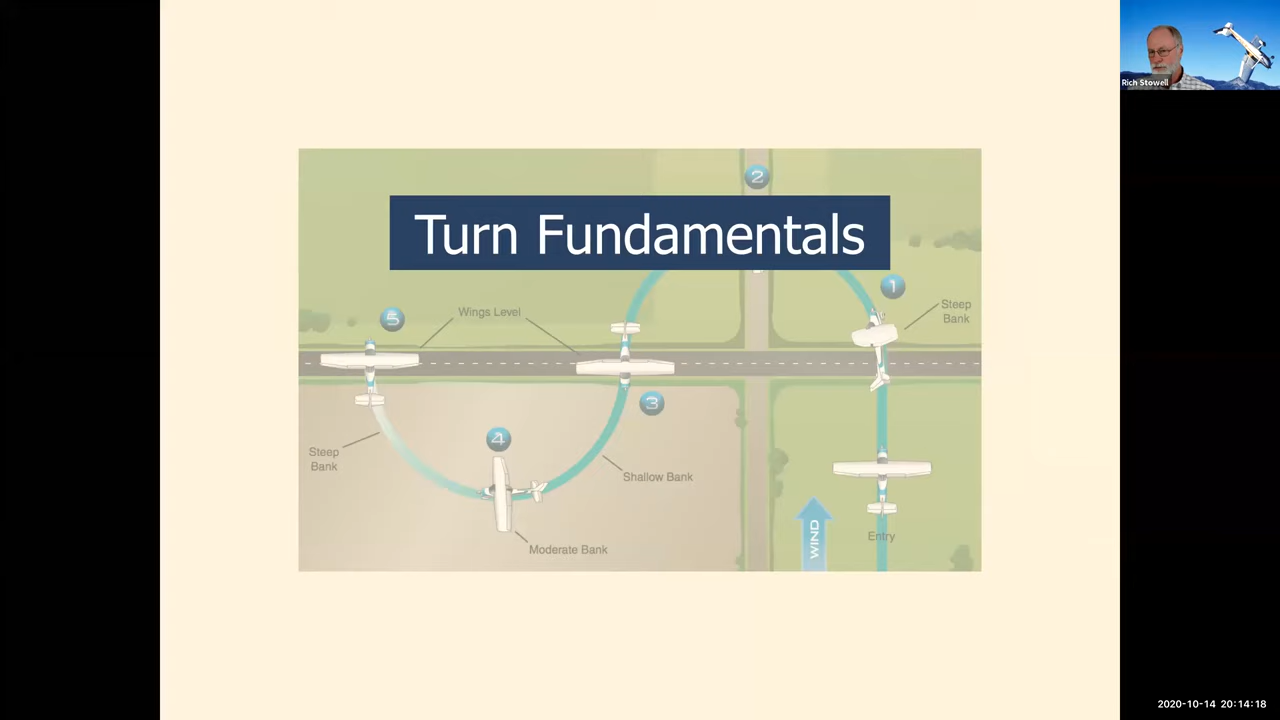 Rich Stowell
2
Turn Fundamentals
1
Steep
Bank
5
Wings Level
3
4
Steep
Bank
Shallow Bank
WIND
Entry
Moderate Bank
2020-10-14 20:14:18